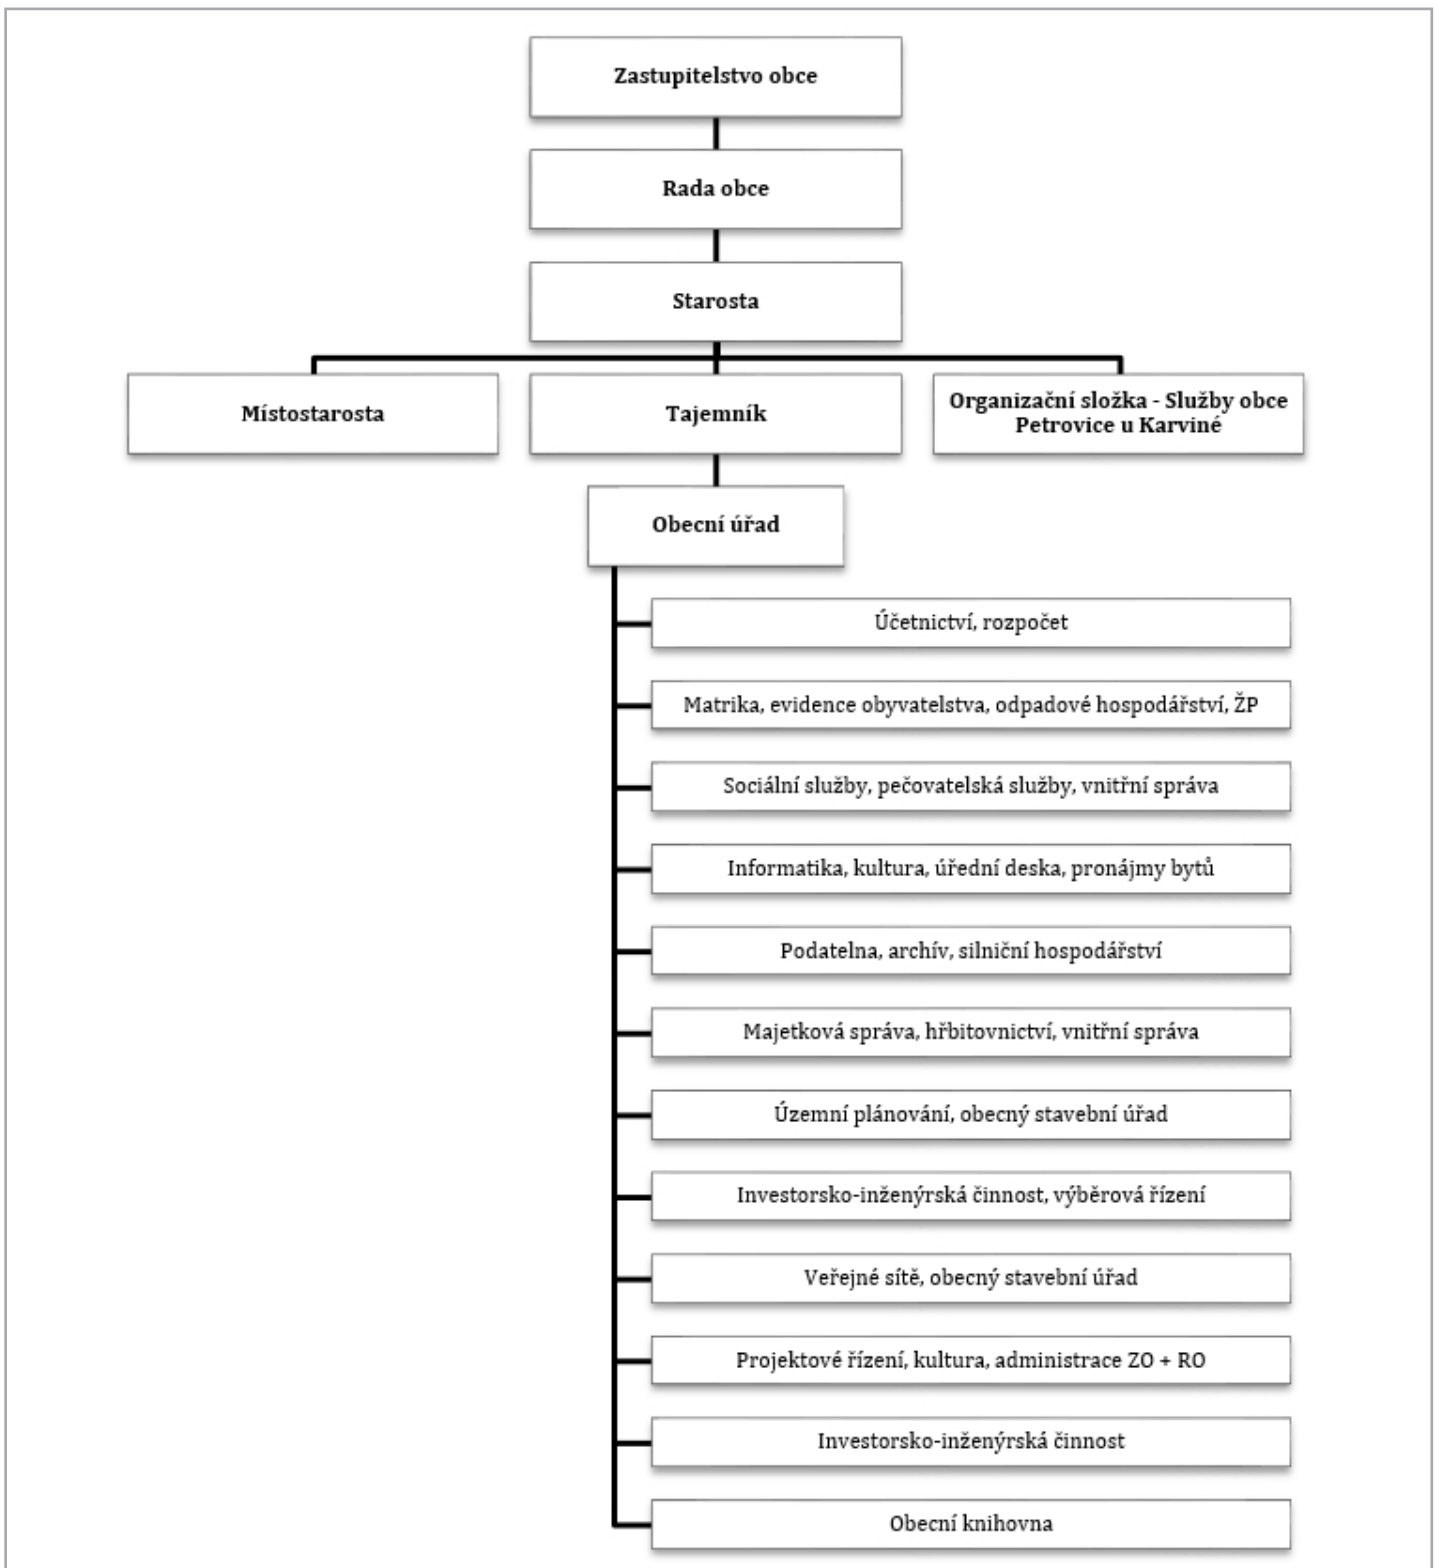 Zastupitelstvo obce
Rada obce
Starosta
Místostarosta
Tajemník
Organizační složka - Služby obce
Petrovice u Karviné
Obecní úřad
Účetnictví, rozpočet
Matrika, evidence obyvatelstva, odpadové hospodářství, ŽP
Sociální služby, pečovatelská služby, vnitřní správa
Informatika, kultura, úřední deska, pronájmy bytů
Podatelna, archív, silniční hospodářství
Majetková správa, hřbitovnictví, vnitřní správa
Územní plánování, obecný stavební úřad
Investorsko-inženýrská činnost, výběrová řízení
Veřejné sítě, obecný stavební úřad
Projektové řízení, kultura, administrace ZO + RO
Investorsko-inženýrská činnost
Obecní knihovna